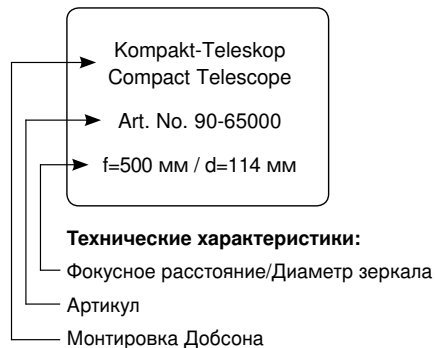 Kompakt-Teleskop
Compact Telescope
Art. No. 90-65000
f=500 мм / d=114 мм
Технические характеристики:
Фокусное расстояние/Диаметр зеркала
Артикул
Монтировка Добсона